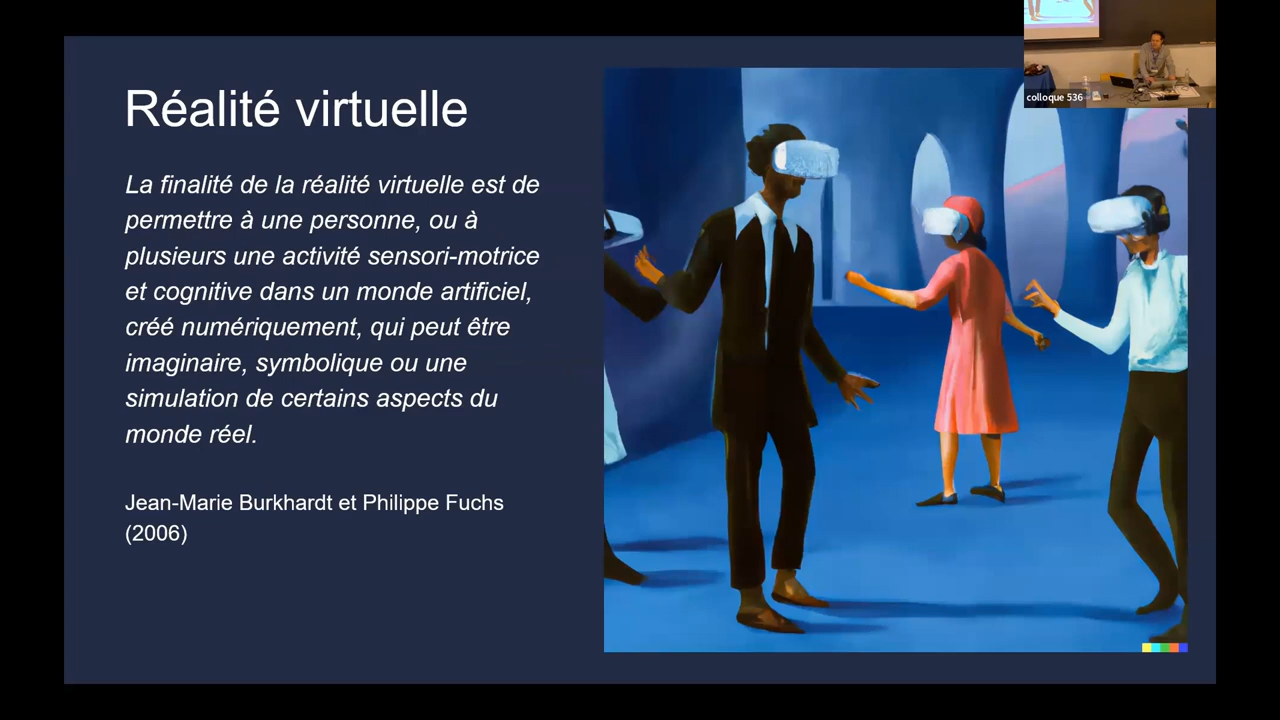 Réalité virtuelle
La finalité de la réalité virtuelle est de
permettre à une personne, ou à
plusieurs une activité sensori-motrice
et cognitive dans un monde artificiel,
créé numériquement, qui peut être
imaginaire, symbolique ou une
simulation de certains aspects du
monde réel.
Jean-Marie Burkhardt et Philippe Fuchs
(2006)
colloque 536